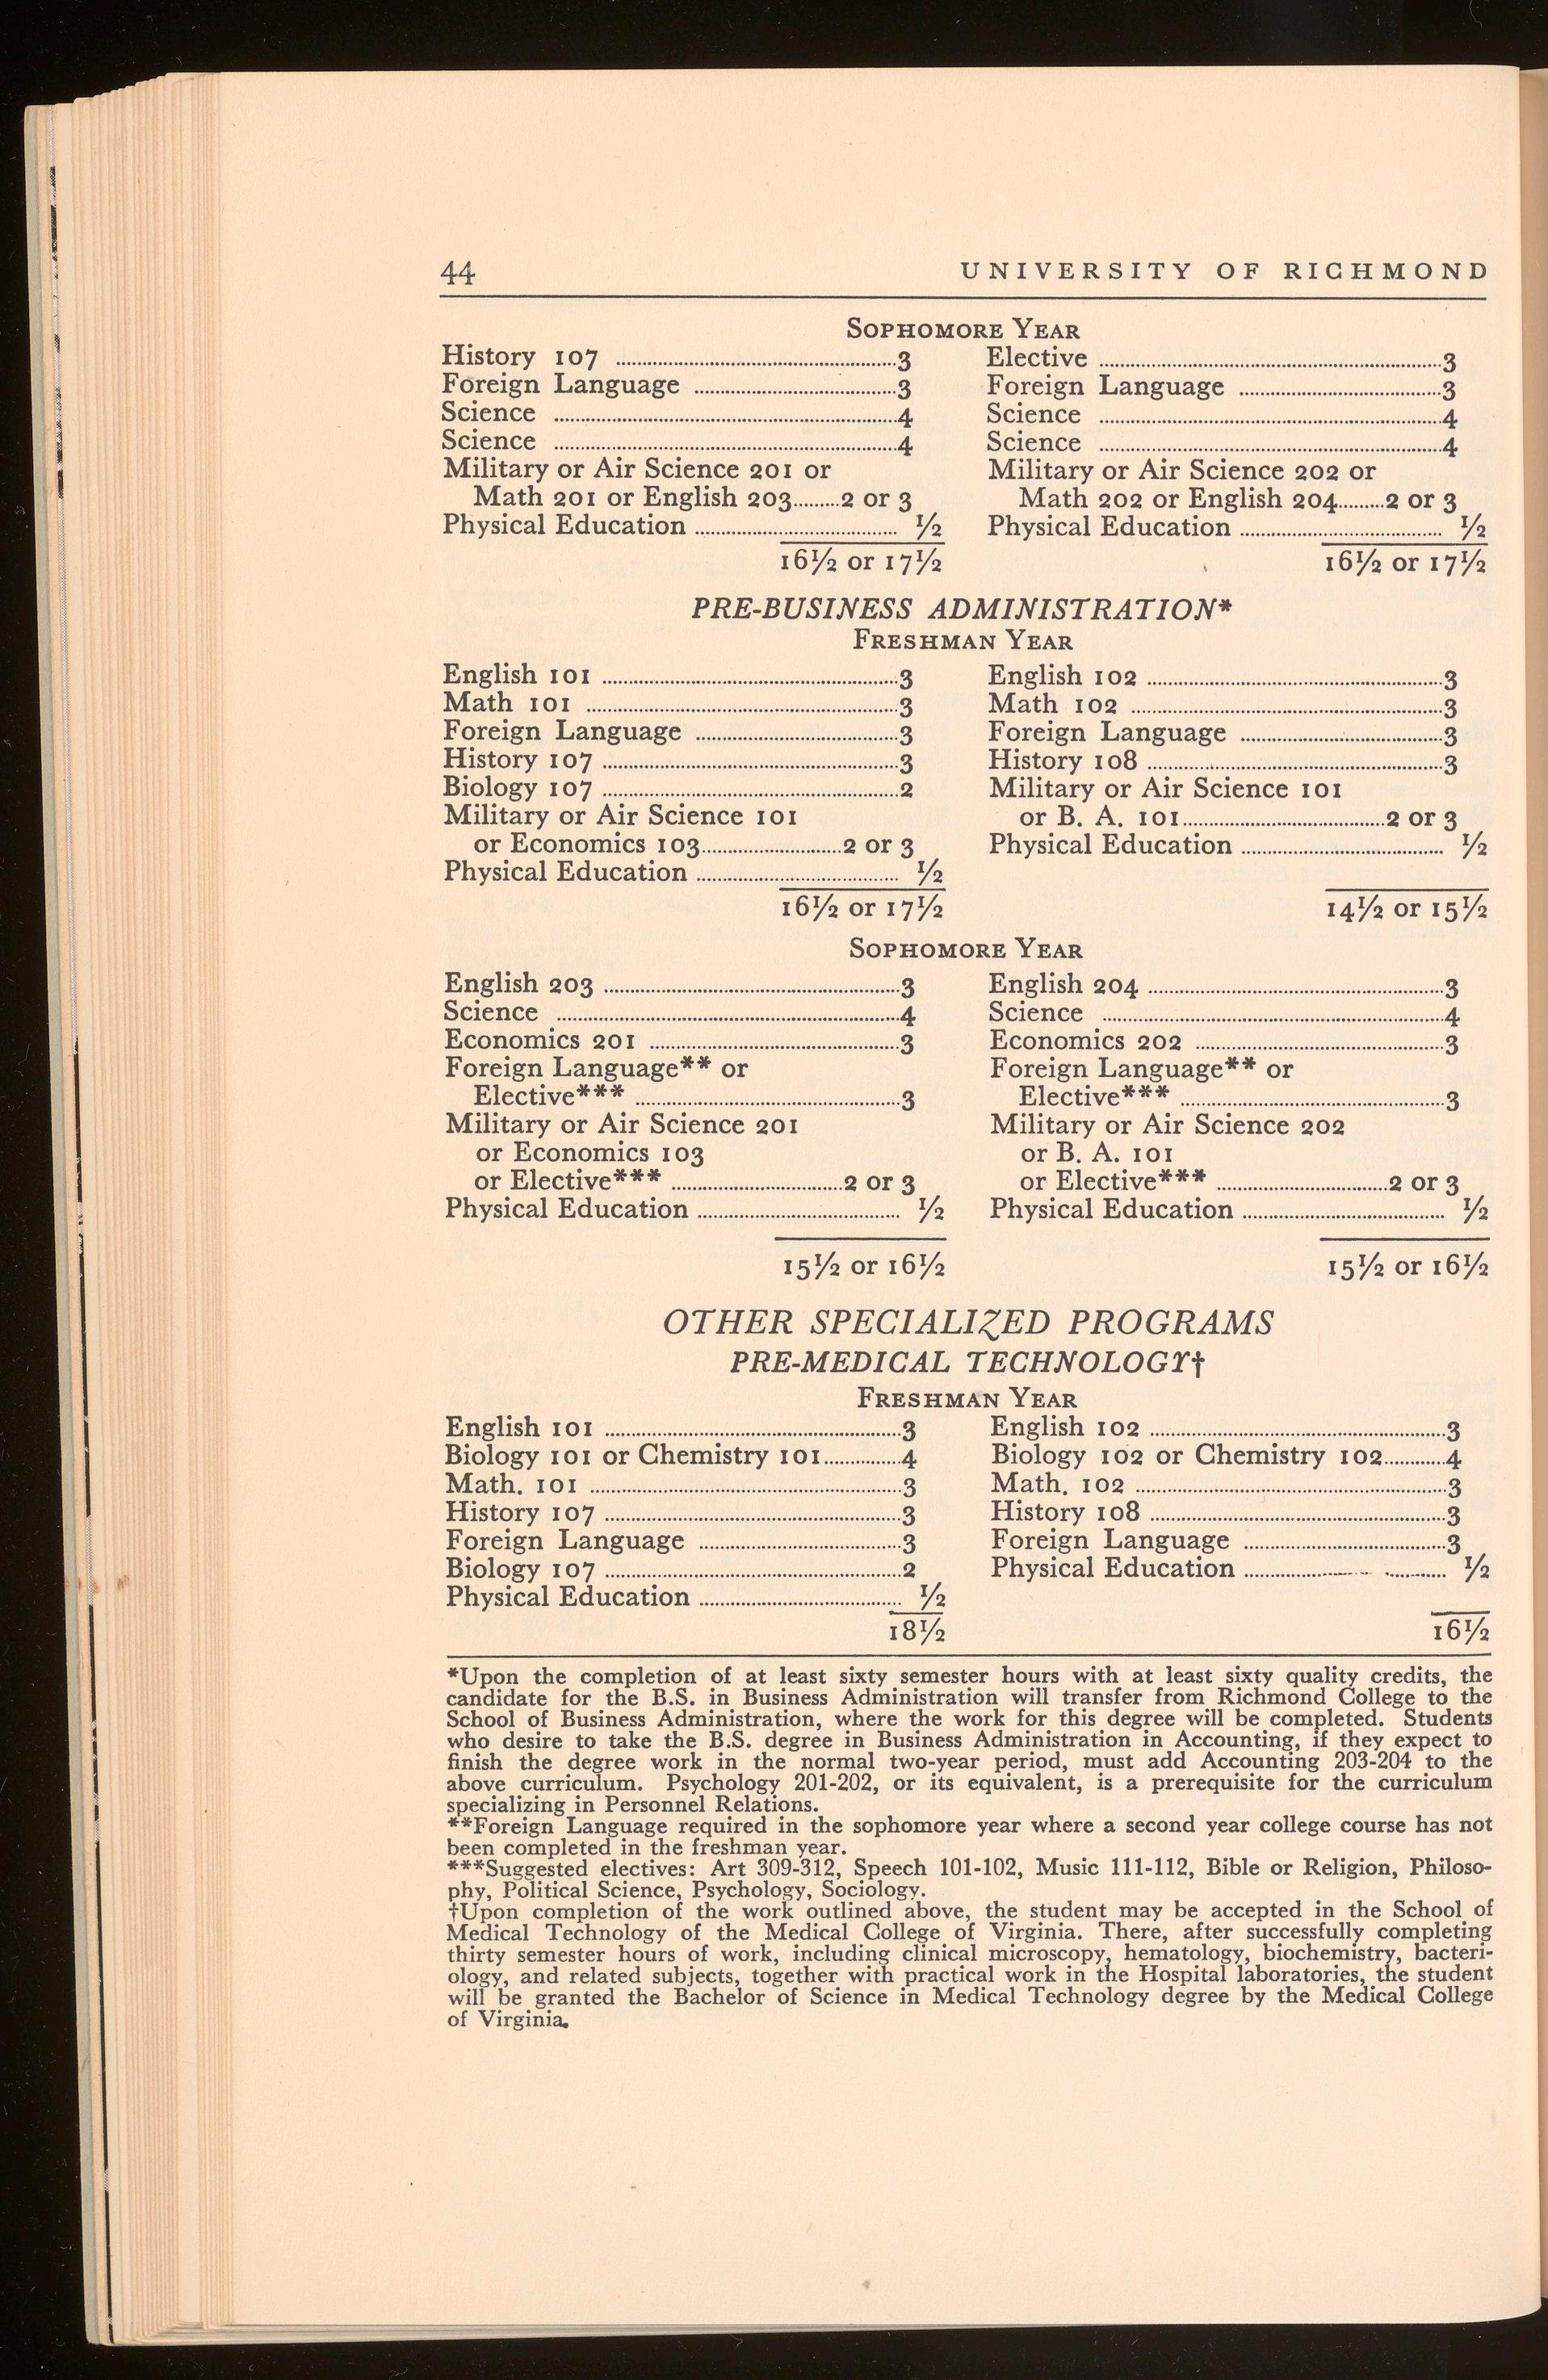 44 UNIVERSITY OF RICHMOND
SOPHOMORE YEAR
History 107 ........ 3
Foreign Language ........ 3
Science ........ 4
Science ........ 4
Military or Air Science 201 or
Math 201 or English 203 ........ 2 or 3
Physical Education ........ ½
16½ or 17½
Elective ........ 3
Foreign Language ........ 3
Science ........ 4
Science ........ 4
Military or Air Science 202 or
Math 202 or English 204 ........ 2 or 3
Physical Education ........ ½
16½ or 17½
PRE-BUSINESS ADMINISTRATION*
FRESHMAN YEAR
English 101 ........ 3
Math 101 ........ 3
Foreign Language ........ 3
History 107 ........ 3
Biology 107 ........ 2
Military or Air Science 101
or Economics 103 ........ 2 or 3
Physical Education ........ ½
16½ or 17½
English 102 ........ 3
Math 102 ........ 3
Foreign Language ........ 3
History 108 ........ 3
Military or Air Science 101
or B. A. 101 ........ 2 or 3
Physical Education ........ ½
14½ or 15½
SOPHOMORE YEAR
English 203 ........ 3
Science ........ 4
Economics 201 ........ 3
Foreign Language** or
Elective*** ........ 3
Military or Air Science 201
or Economics 103
or Elective*** ........ 2 or 3
Physical Education ........ ½
15½ or 16½
English 204 ........ 3
Science ........ 4
Economics 202 ........ 3
Foreign Language** or
Elective*** ........ 3
Military or Air Science 202
or B. A. 101
or Elective*** ........ 2 or 3
Physical Education ........ ½
15½ or 16½
OTHER SPECIALIZED PROGRAMS
PRE-MEDICAL TECHNOLOGY†
FRESHMAN YEAR
English 101 ........ 3
Biology 101 or Chemistry 101 ........ 4
Math. 101 ........ 3
History 107 ........ 3
Foreign Language ........ 3
Biology 107 ........ 2
Physical Education ........ ½
18½
English 102 ........ 3
Biology 102 or Chemistry 102 ........ 4
Math. 102 ........ 3
History 108 ........ 3
Foreign Language ........ 3
Physical Education ........ ½
16½
*Upon the completion of at least sixty semester hours with at least sixty quality credits, the
candidate for the B.S. in Business Administration will transfer from Richmond College to the
School of Business Administration, where the work for this degree will be completed. Students
who desire to take the B.S. degree in Business Administration in Accounting, if they expect to
finish the degree work in the normal two-year period, must add Accounting 203-204 to the
above curriculum. Psychology 201-202, or its equivalent, is a prerequisite for the curriculum
specializing in Personnel Relations.
**Foreign Language required in the sophomore year where a second year college course has not
been completed in the freshman year.
***Suggested electives: Art 309-312, Speech 101-102, Music 111-112, Bible or Religion, Philoso-
phy, Political Science, Psychology, Sociology.
†Upon completion of the work outlined above, the student may be accepted in the School of
Medical Technology of the Medical College of Virginia. There, after successfully completing
thirty semester hours of work, including clinical microscopy, hematology, biochemistry, bacteri-
ology, and related subjects, together with practical work in the Hospital laboratories, the student
will be granted the Bachelor of Science in Medical Technology degree by the Medical College
of Virginia.